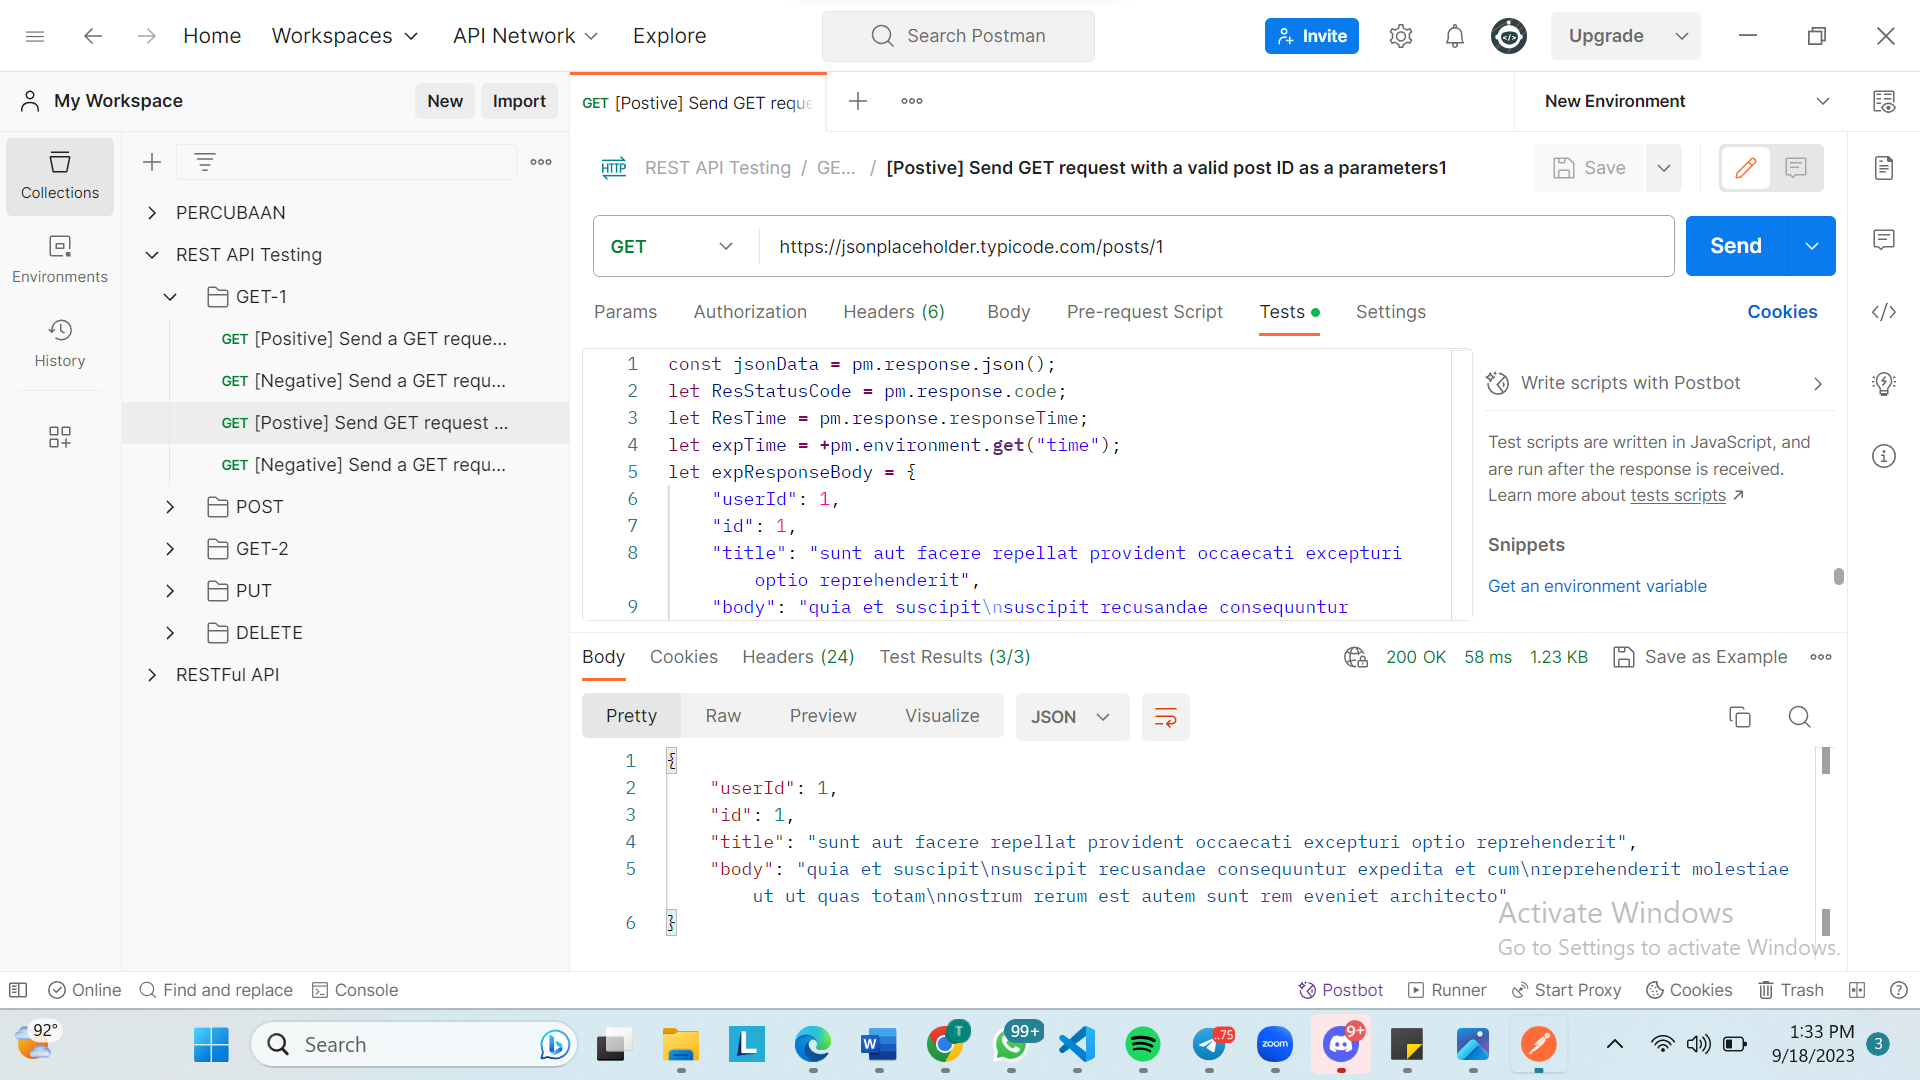 Home
Workspaces
API Network
Explore
Search Postman
Invite
Upgrade
My Workspace
New
Import
GET [Postive] Send GET reque
New Environment
Collections
Environments
History
PERCUBAAN
REST API Testing
GET-1
GET [Positive] Send a GET reque...
GET [Negative] Send a GET requ...
GET [Postive] Send GET request ...
GET [Negative] Send a GET requ...
POST
GET-2
PUT
DELETE
RESTFul API
HTTP REST API Testing / GE... / [Postive] Send GET request with a valid post ID as a parameters1
Save
GET
https://jsonplaceholder.typicode.com/posts/1
Send
Params Authorization Headers (6) Body Pre-request Script Tests Settings
Cookies
1 const jsonData = pm.response.json();
2 let ResStatusCode = pm.response.code;
3 let ResTime = pm.response.responseTime;
4 let expTime = +pm.environment.get("time");
5 let expResponseBody = {
6 "userId": 1,
7 "id": 1,
8 "title": "sunt aut facere repellat provident occaecati excepturi
optio reprehenderit",
9 "body": "quia et suscipit\nsuscipit recusandae consequuntur
Write scripts with Postbot
Test scripts are written in JavaScript, and
are run after the response is received.
Learn more about tests scripts ↗
Snippets
Get an environment variable
Body Cookies Headers (24) Test Results (3/3)
200 OK 58 ms 1.23 KB Save as Example
Pretty Raw Preview Visualize JSON
1 {
2 "userId": 1,
3 "id": 1,
4 "title": "sunt aut facere repellat provident occaecati excepturi optio reprehenderit",
5 "body": "quia et suscipit\nsuscipit recusandae consequuntur expedita et cum\nreprehenderit molestiae
ut ut quas totam\nnostrum rerum est autem sunt rem eveniet architecto"
6 }
Activate Windows
Go to Settings to activate Windows.
Online
Find and replace
Console
Postbot
Runner
Start Proxy
Cookies
Trash
92°
Search
L
W
T
99+
.75
zoom
9+
1:33 PM
9/18/2023
3